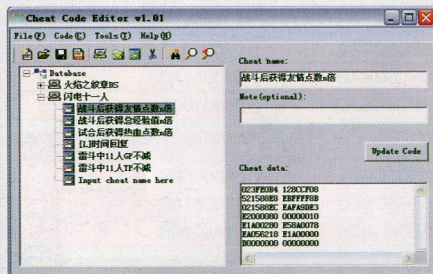 Cheat Code Editor v1.01
File(F) Code(C) Tools(T) Help(H)
Database
火焰之纹章DS
闪电十一人
战斗后获得友情点数n倍
战斗后获得总经验值n倍
试合后获得热血点数n倍
[L]时间回复
雷斗中11人GP不减
雷斗中11人TP不减
Input cheat name here
Cheat name:
战斗后获得友情点数n倍
Note(optional):
Update Code
Cheat data:
023FE0B4 128CCF08
521588E8 EBFFFF8B
021588EC EAFA9DE3
E2000080 00000010
E1A00280 E58A0078
EA056218 E1A00000
D0000000 00000000